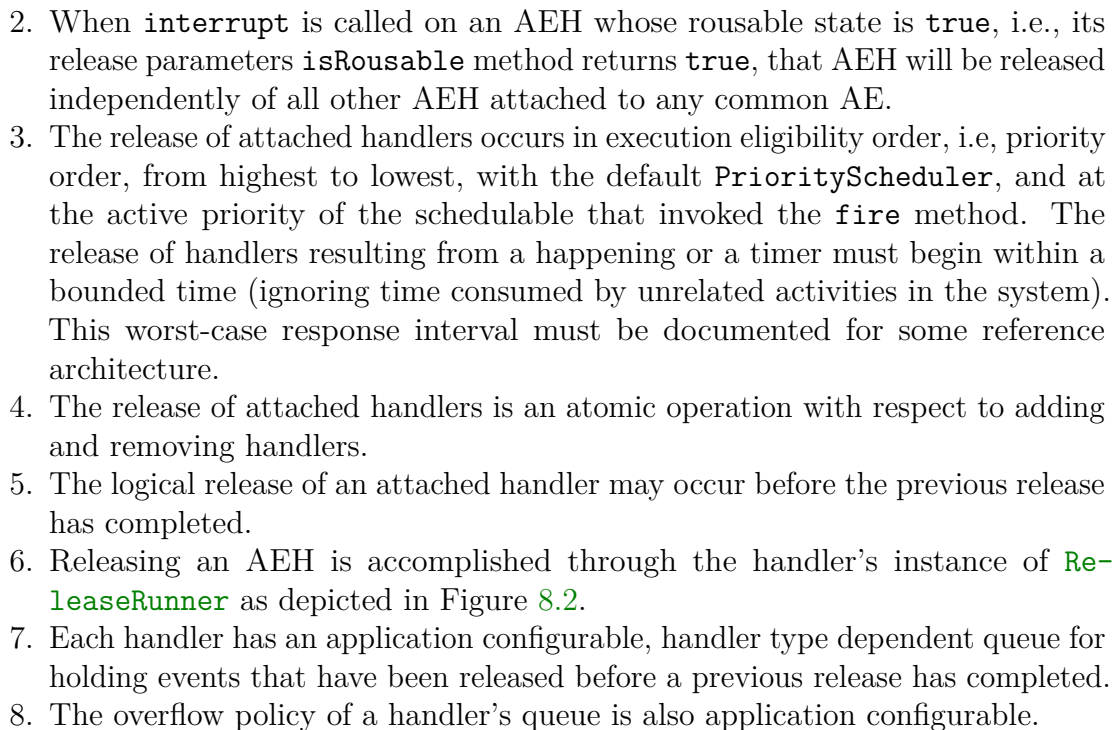 2. When interrupt is called on an AEH whose rousable state is true, i.e., its
release parameters isRousable method returns true, that AEH will be released
independently of all other AEH attached to any common AE.
3. The release of attached handlers occurs in execution eligibility order, i.e, priority
order, from highest to lowest, with the default PriorityScheduler, and at
the active priority of the schedulable that invoked the fire method. The
release of handlers resulting from a happening or a timer must begin within a
bounded time (ignoring time consumed by unrelated activities in the system).
This worst-case response interval must be documented for some reference
architecture.
4. The release of attached handlers is an atomic operation with respect to adding
and removing handlers.
5. The logical release of an attached handler may occur before the previous release
has completed.
6. Releasing an AEH is accomplished through the handler's instance of Re-
leaseRunner as depicted in Figure 8.2.
7. Each handler has an application configurable, handler type dependent queue for
holding events that have been released before a previous release has completed.
8. The overflow policy of a handler's queue is also application configurable.